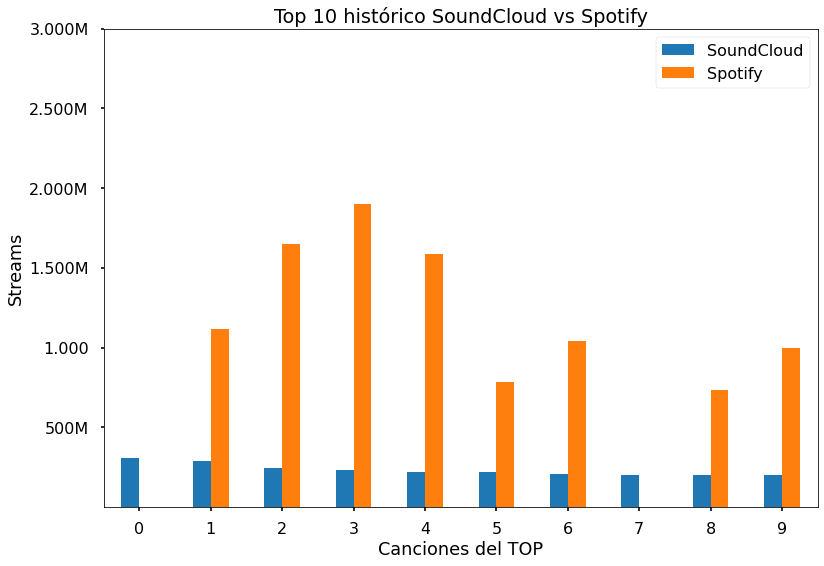 Top 10 histórico SoundCloud vs Spotify
SoundCloud
Spotify
3.000M
2.500M
2.000M
1.500M
1.000
500M
Streams
0 1 2 3 4 5 6 7 8 9
Canciones del TOP